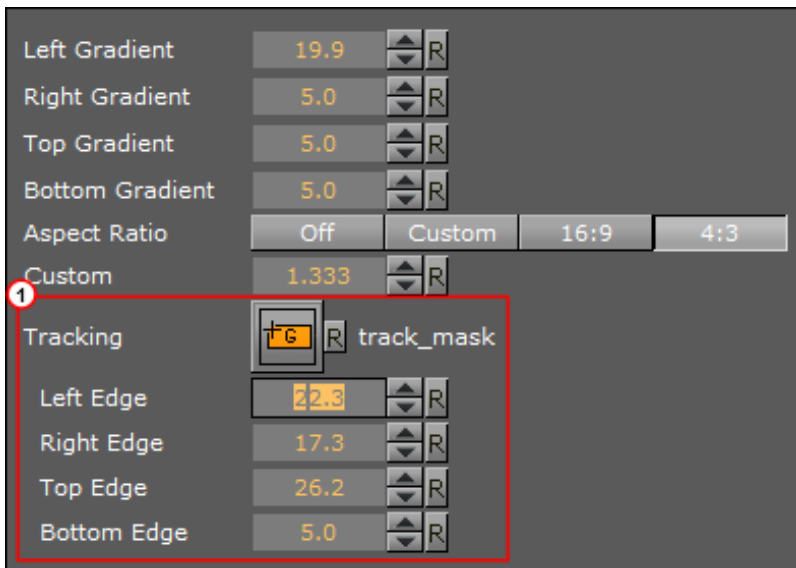 Left Gradient 19.9 R
Right Gradient 5.0 R
Top Gradient 5.0 R
Bottom Gradient 5.0 R
Aspect Ratio Off Custom 16:9 4:3
Custom 1.333 R
1
Tracking G R track_mask
Left Edge 22.3 R
Right Edge 17.3 R
Top Edge 26.2 R
Bottom Edge 5.0 R